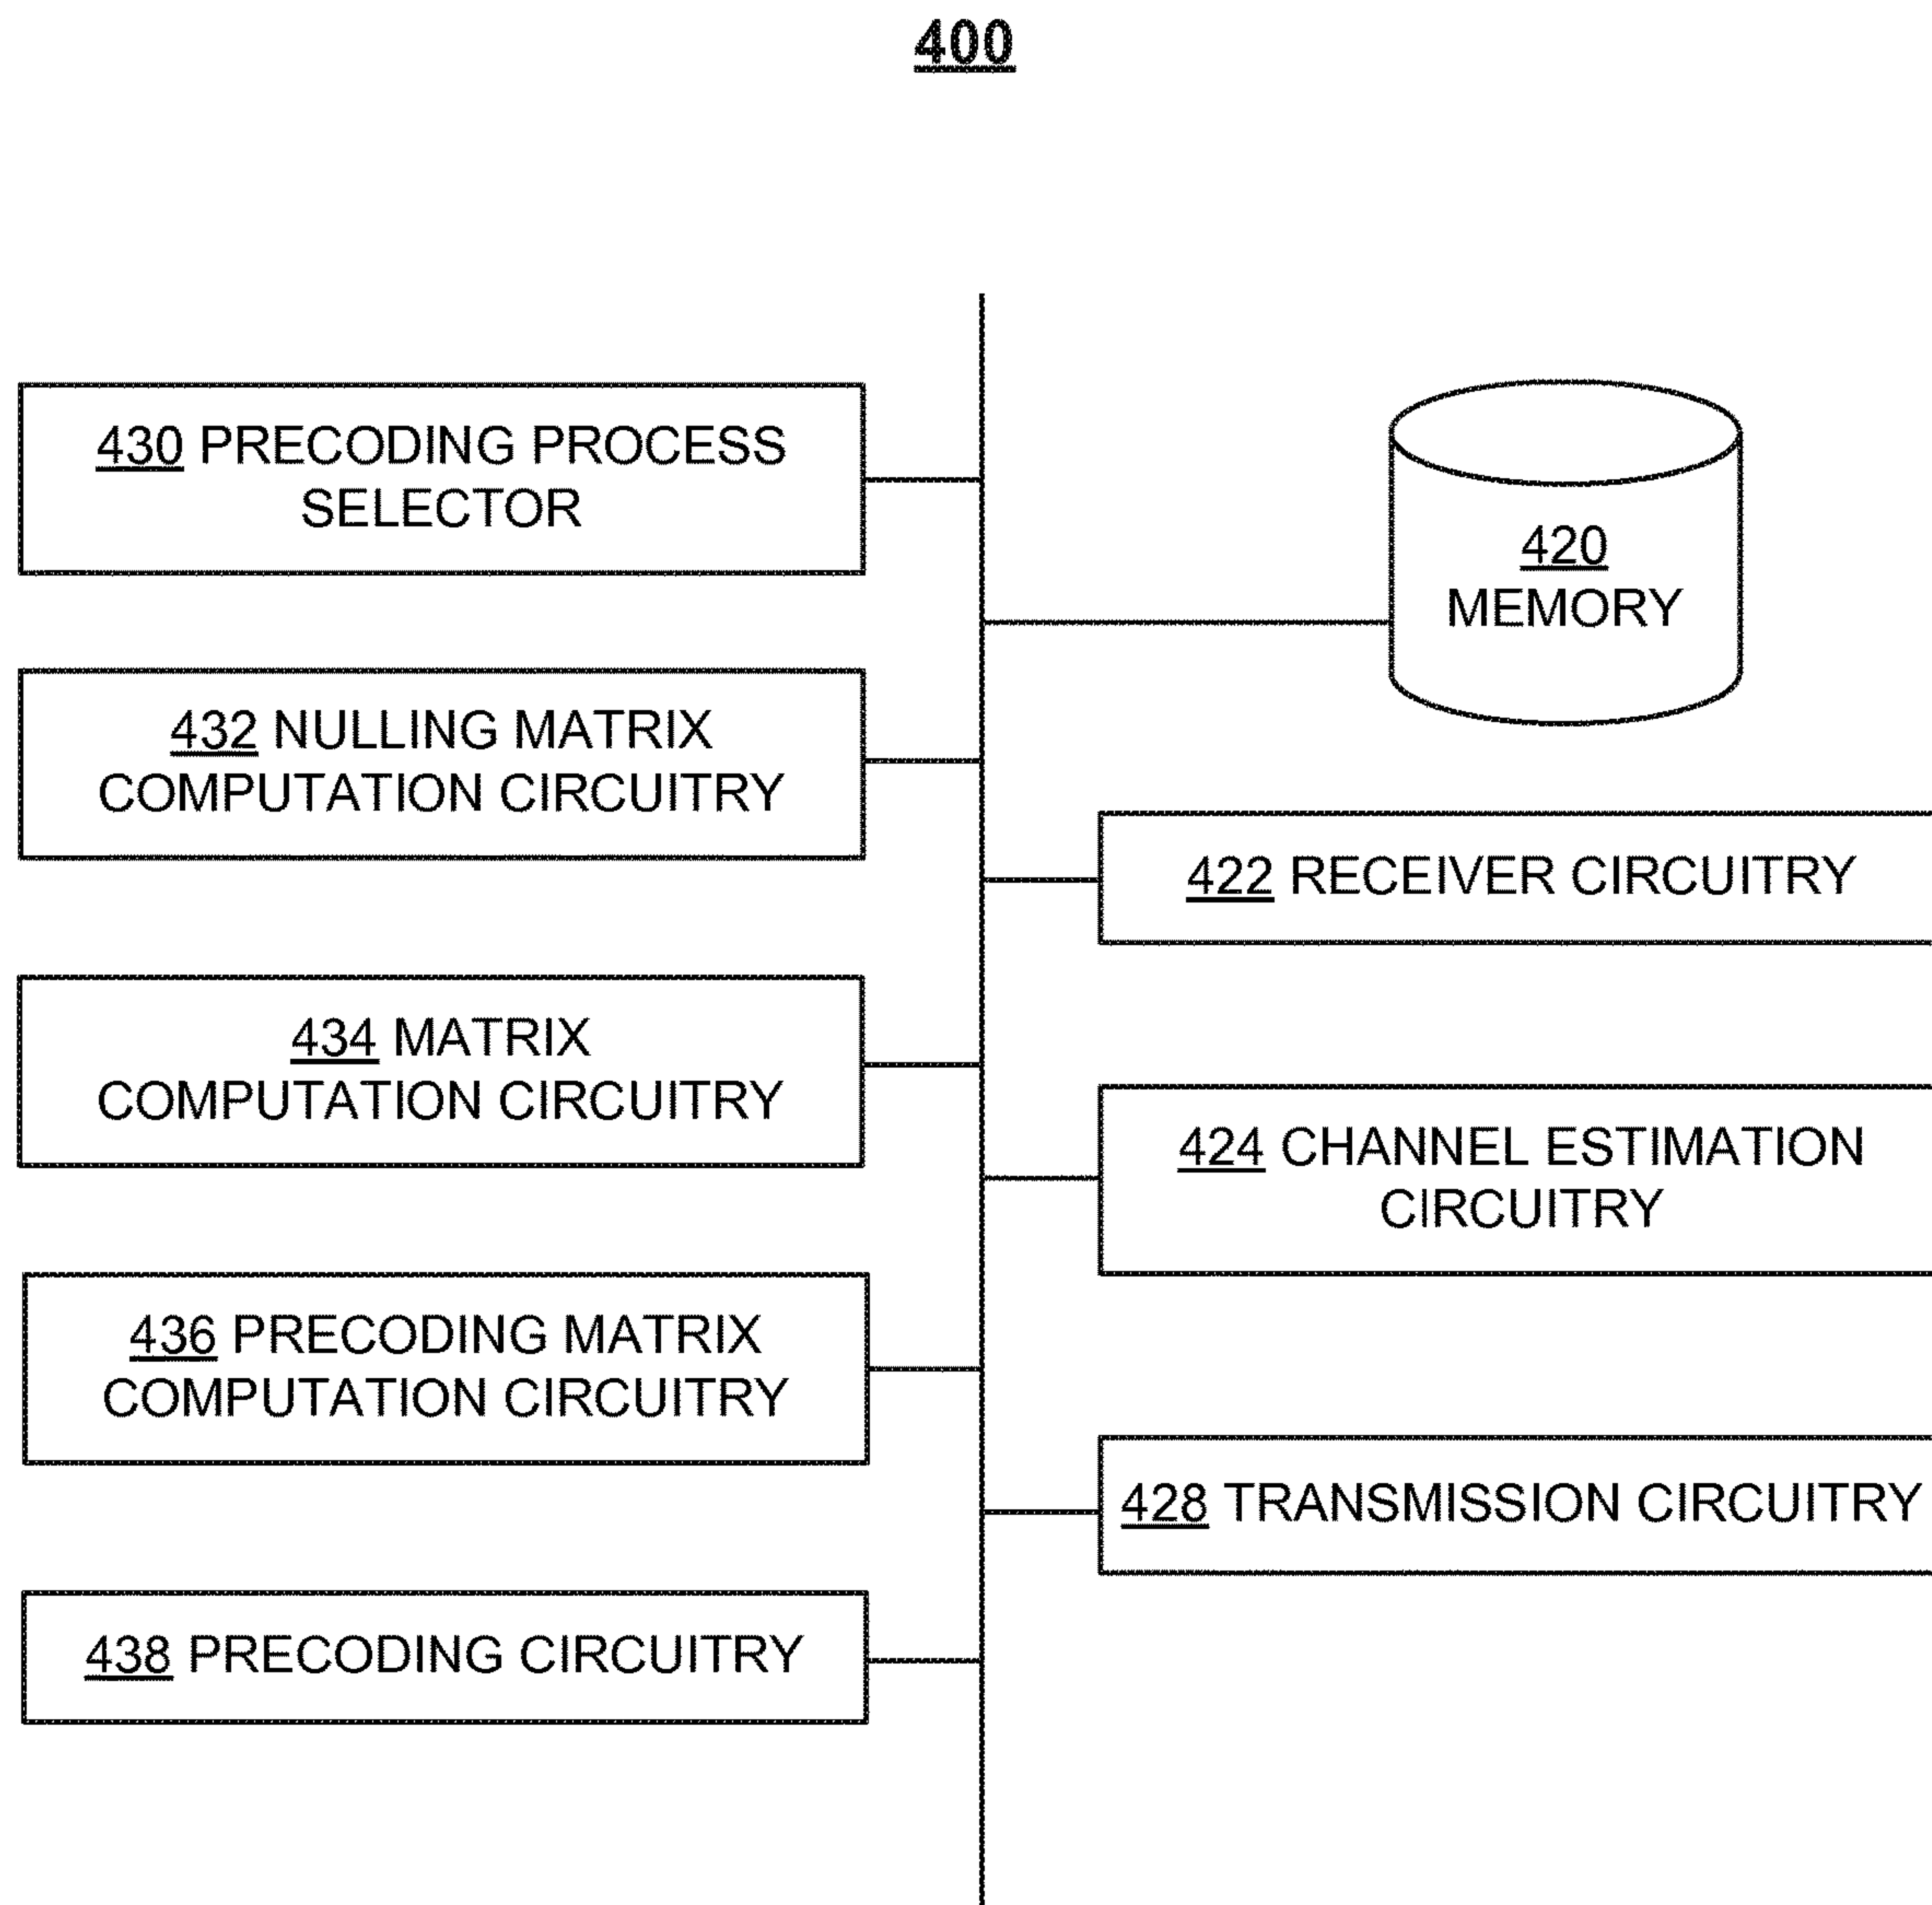 400
430 PRECODING PROCESS
SELECTOR
432 NULLING MATRIX
COMPUTATION CIRCUITRY
434 MATRIX
COMPUTATION CIRCUITRY
436 PRECODING MATRIX
COMPUTATION CIRCUITRY
438 PRECODING CIRCUITRY
420
MEMORY
422 RECEIVER CIRCUITRY
424 CHANNEL ESTIMATION
CIRCUITRY
428 TRANSMISSION CIRCUITRY